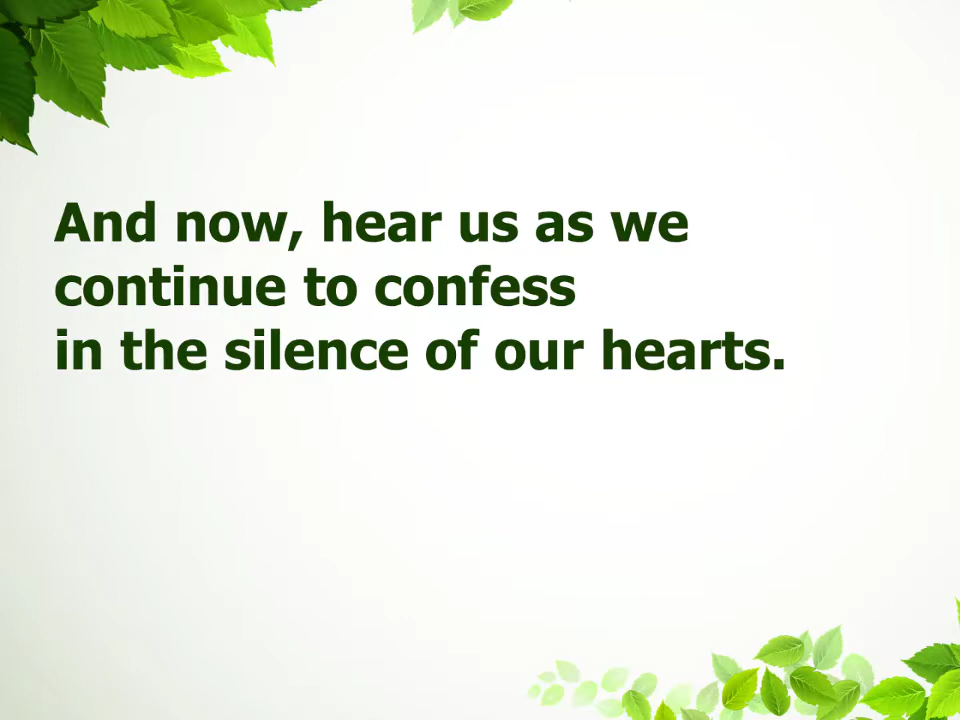 And now, hear us as we
continue to confess
in the silence of our hearts.